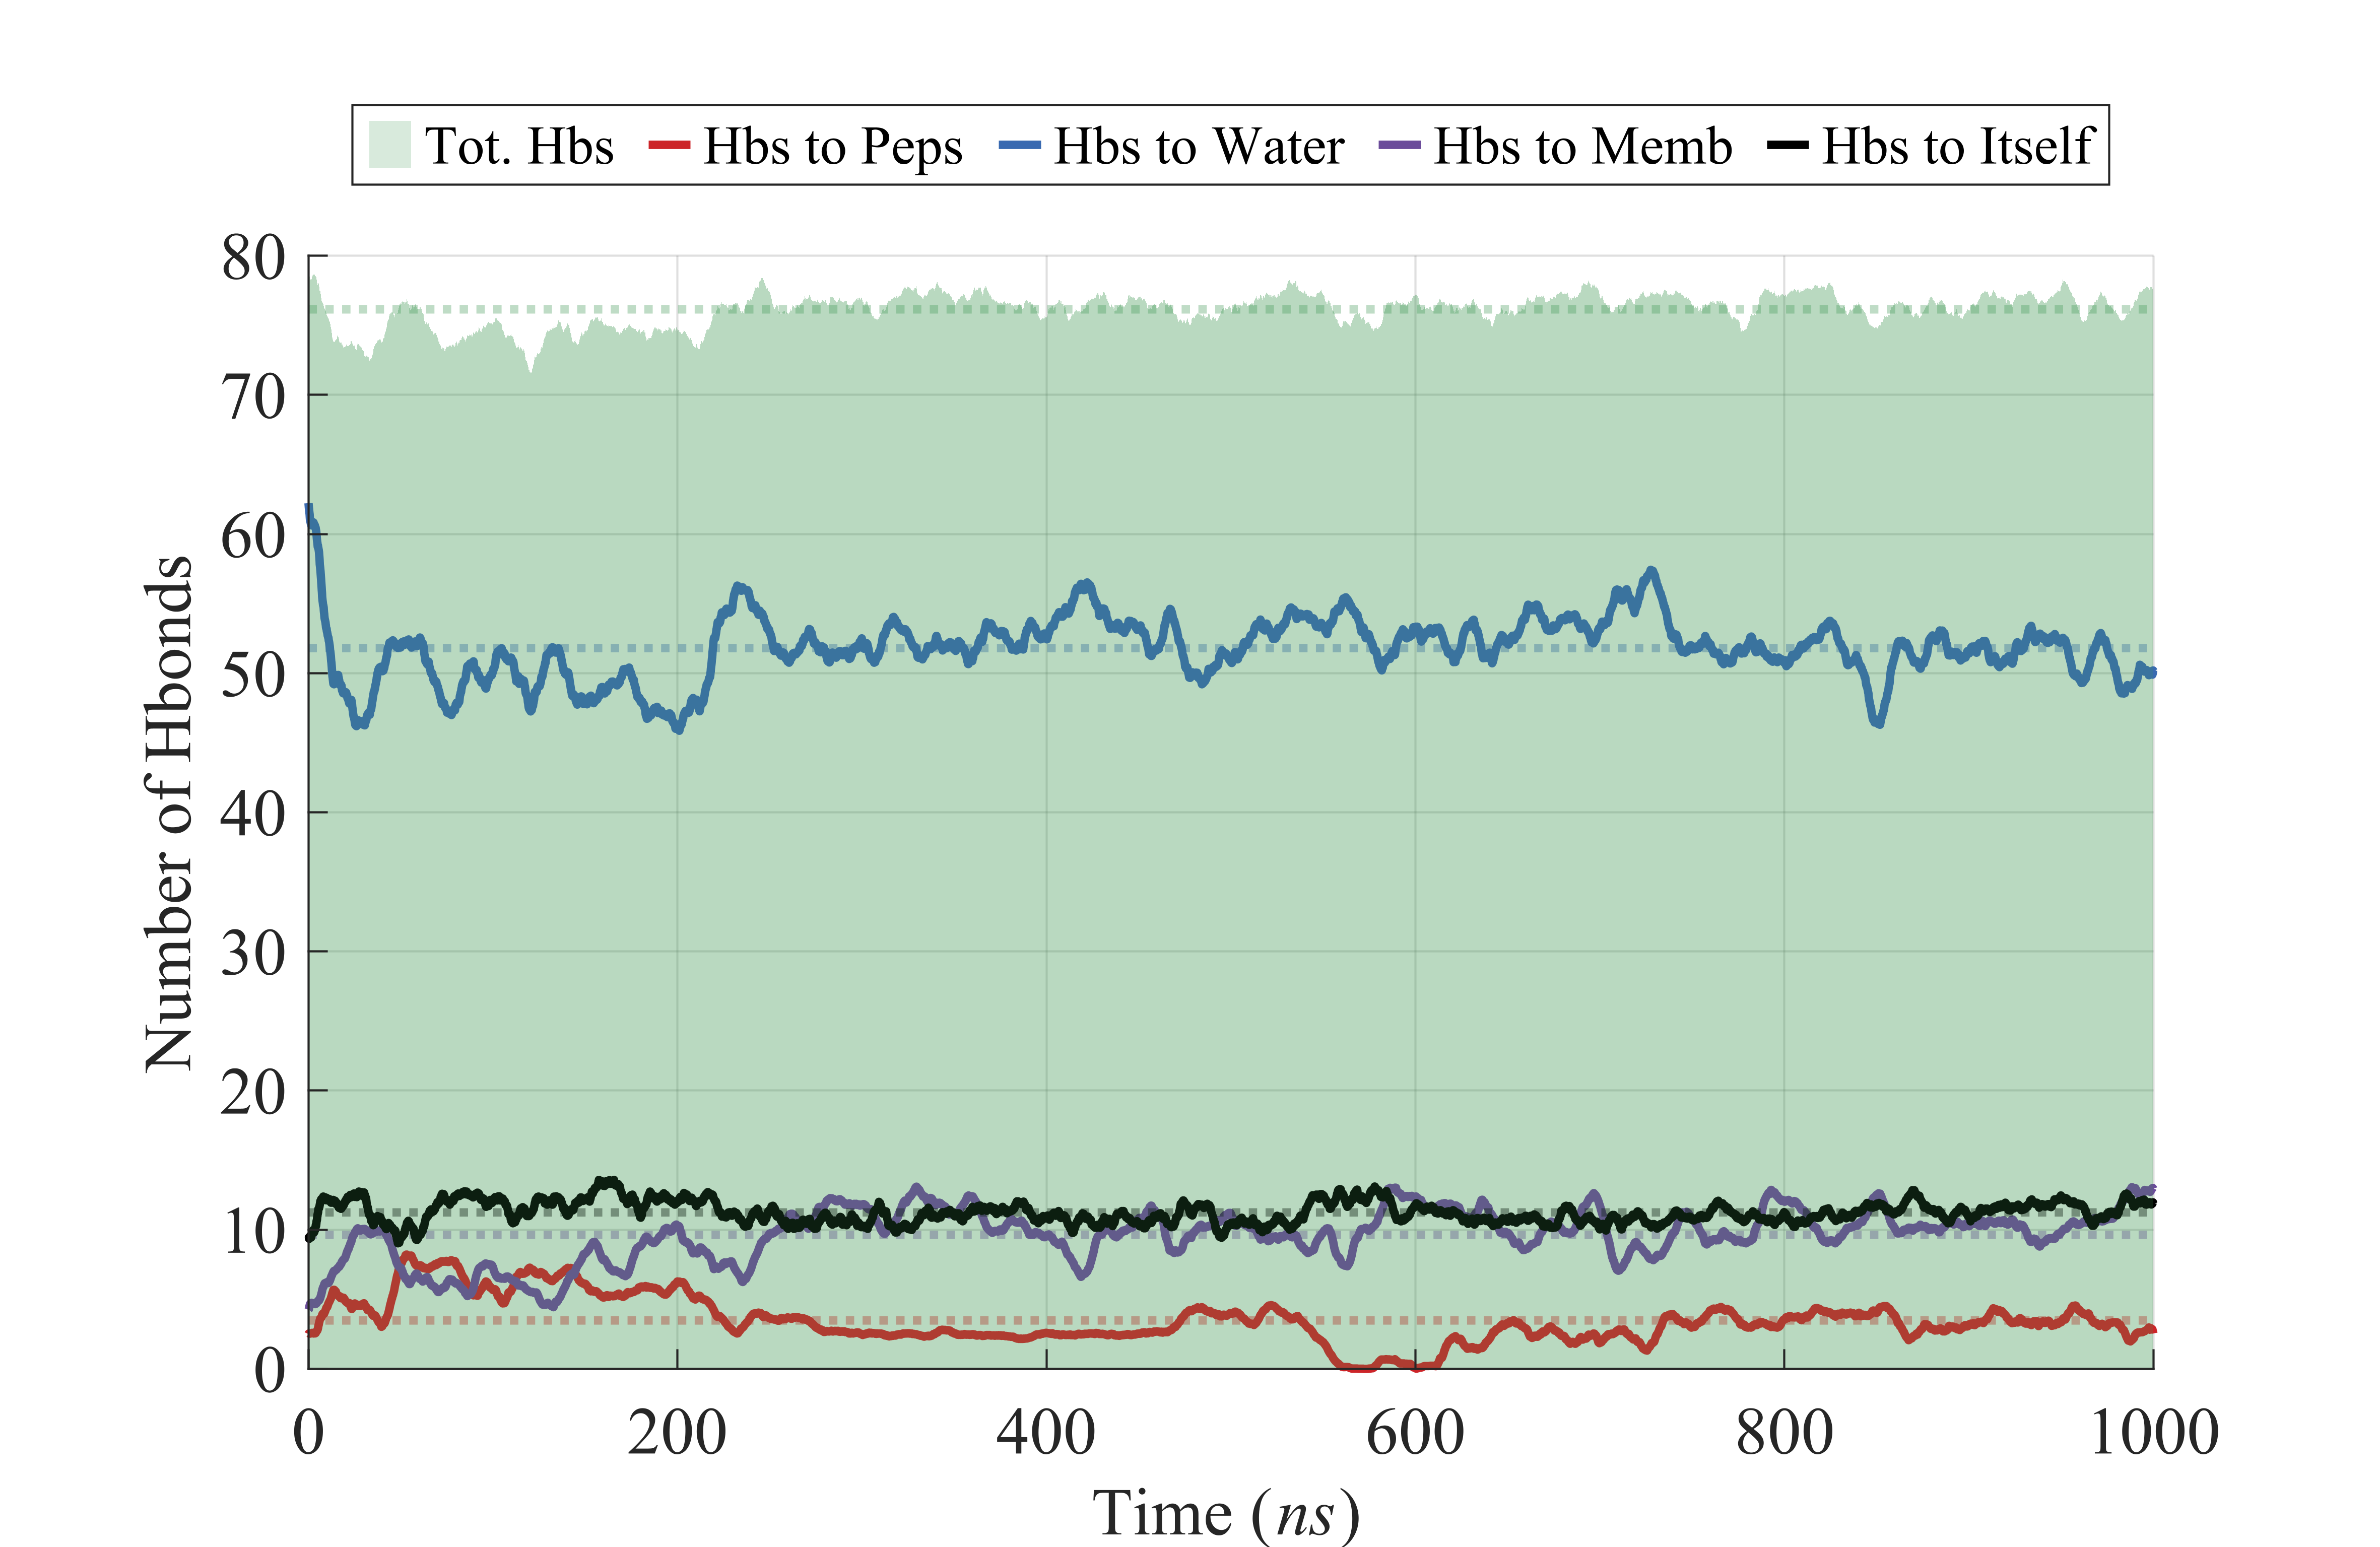 Tot. Hbs Hbs to Peps Hbs to Water Hbs to Memb Hbs to Itself
80
70
60
50
40
30
20
10
0
Number of Hbonds
0 200 400 600 800 1000
Time (ns)